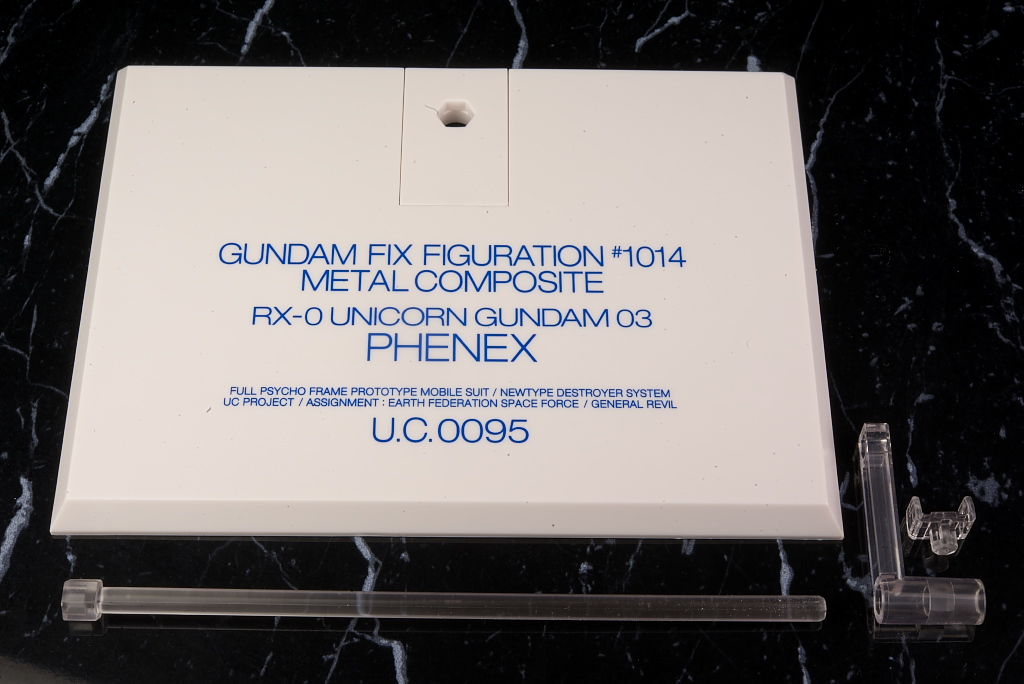 GUNDAM FIX FIGURATION #1014
METAL COMPOSITE
RX-0 UNICORN GUNDAM 03
PHENEX
FULL PSYCHO FRAME PROTOTYPE MOBILE SUIT / NEWTYPE DESTROYER SYSTEM
UC PROJECT / ASSIGNMENT : EARTH FEDERATION SPACE FORCE / GENERAL REVIL
U.C.0095